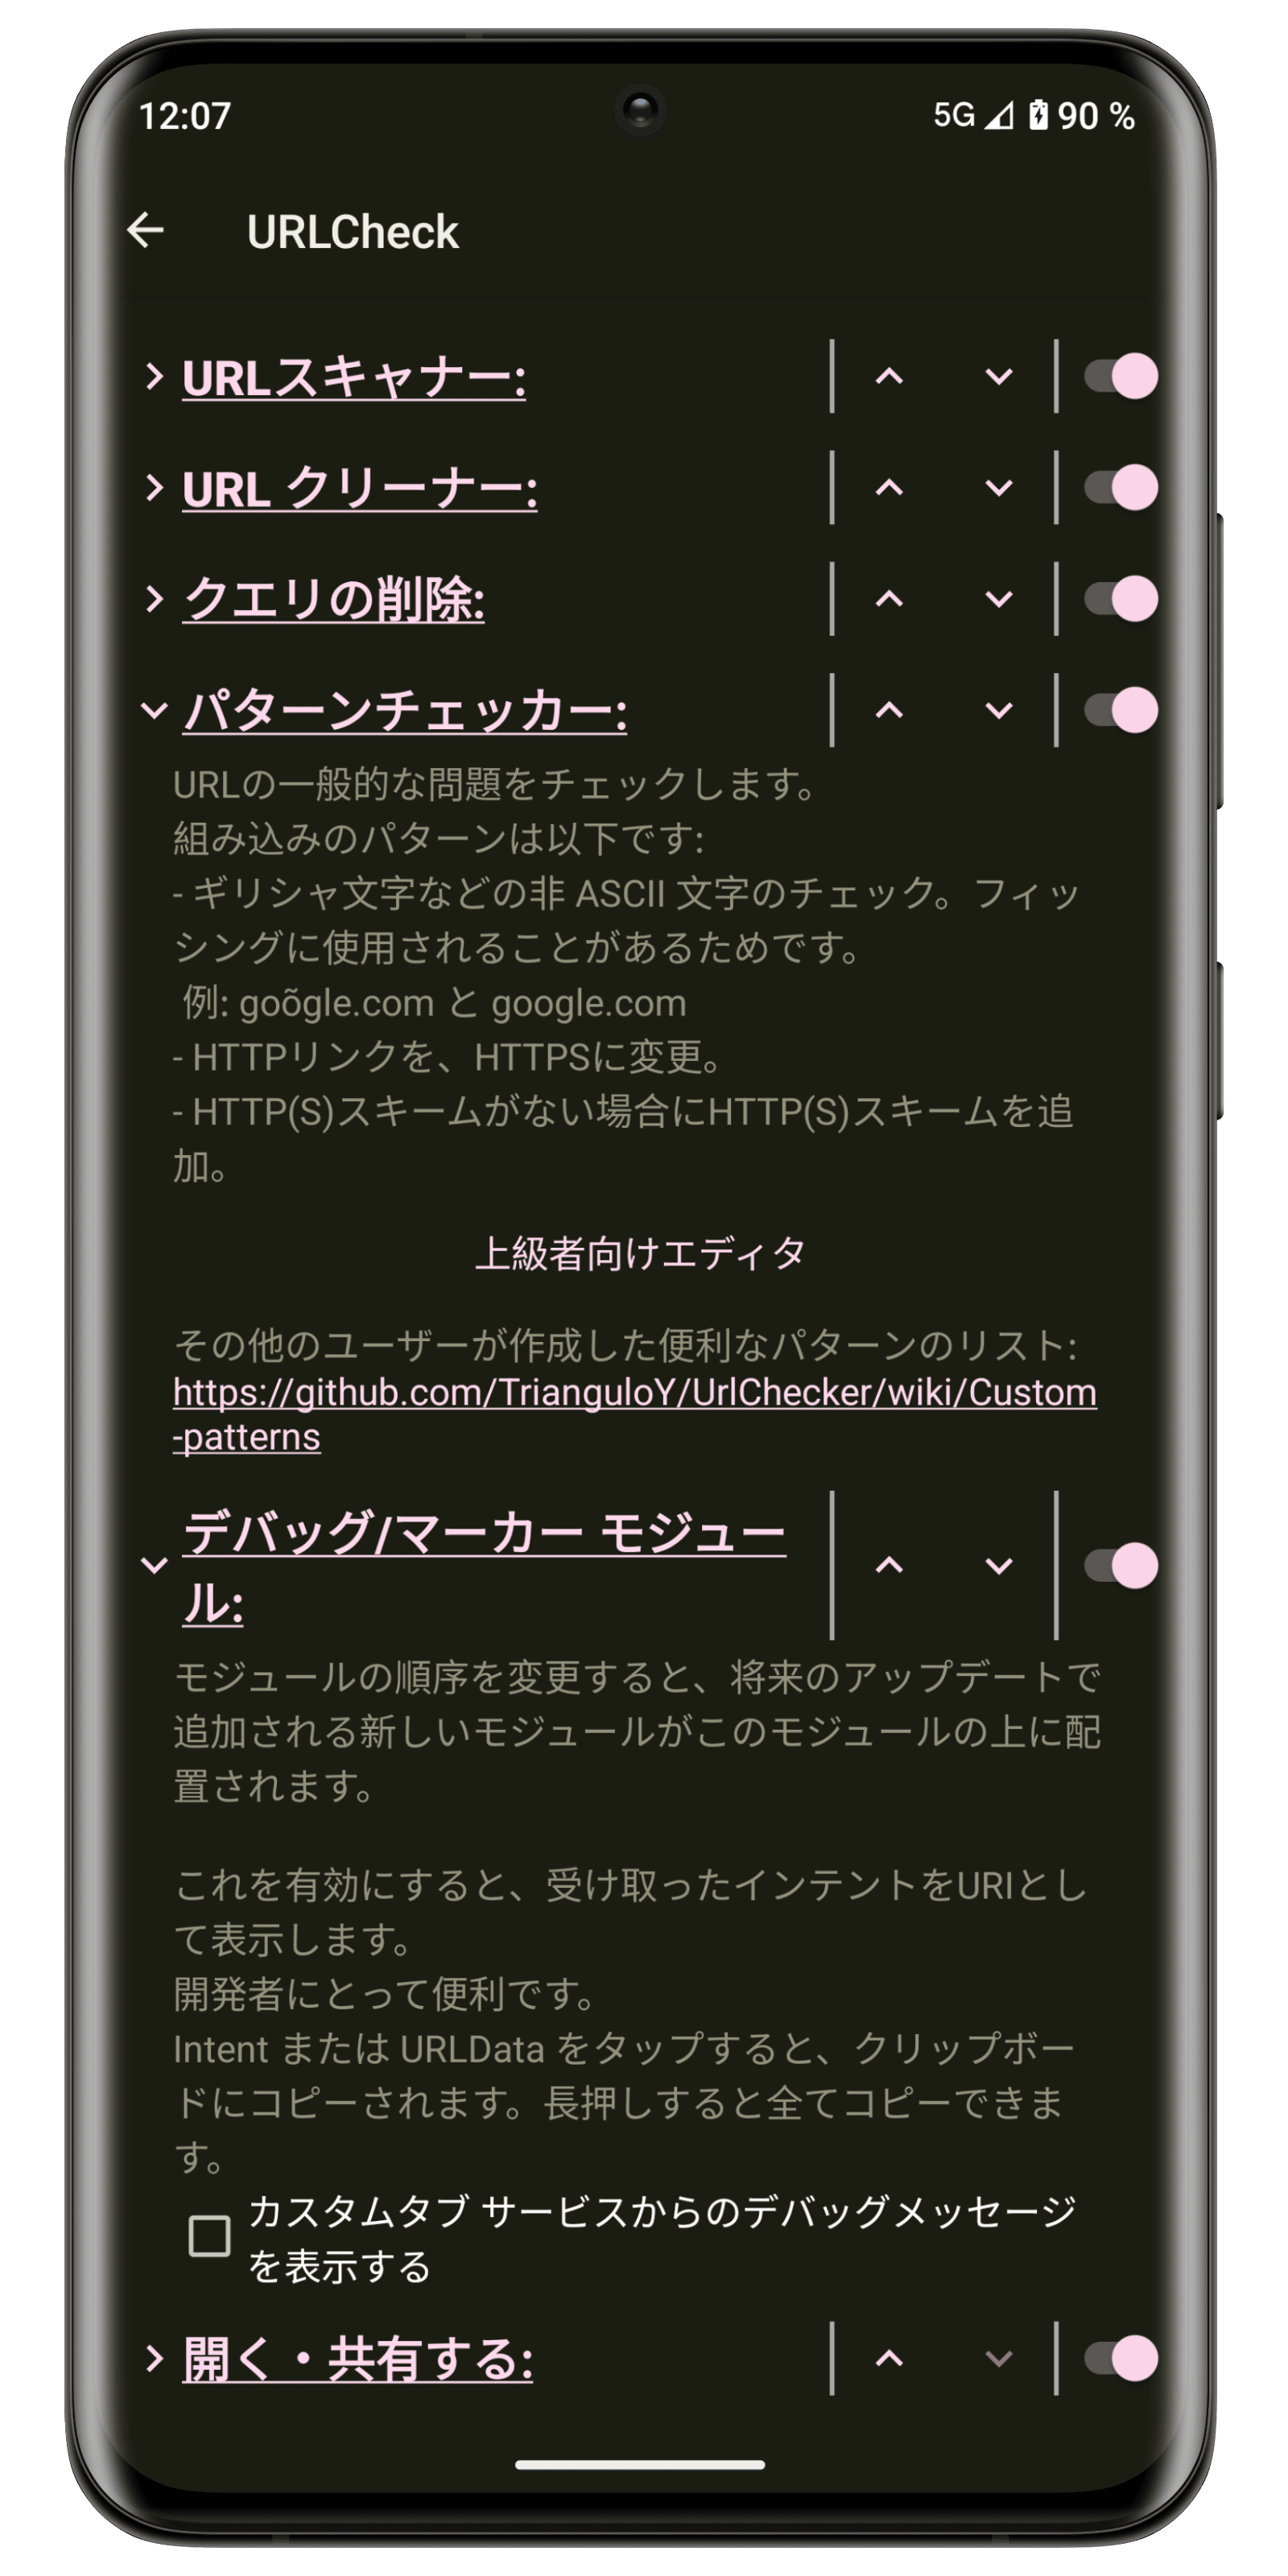 12:07
5G 90 %
URLCheck
URLスキャナー:
URL クリーナー:
クエリの削除:
パターンチェッカー:
URLの一般的な問題をチェックします。
組み込みのパターンは以下です:
- ギリシャ文字などの非 ASCII 文字のチェック。フィッ
シングに使用されることがあるためです。
例: goõgle.com と google.com
- HTTPリンクを、HTTPSに変更。
- HTTP(S)スキームがない場合にHTTP(S)スキームを追
加。
上級者向けエディタ
その他のユーザーが作成した便利なパターンのリスト:
https://github.com/TrianguloY/UrlChecker/wiki/Custom
-patterns
デバッグ/マーカー モジュー
ル:
モジュールの順序を変更すると、将来のアップデートで
追加される新しいモジュールがこのモジュールの上に配
置されます。
これを有効にすると、受け取ったインテントをURIとし
て表示します。
開発者にとって便利です。
Intent または URLData をタップすると、クリップボー
ドにコピーされます。長押しすると全てコピーできま
す。
カスタムタブ サービスからのデバッグメッセージ
を表示する
開く・共有する: